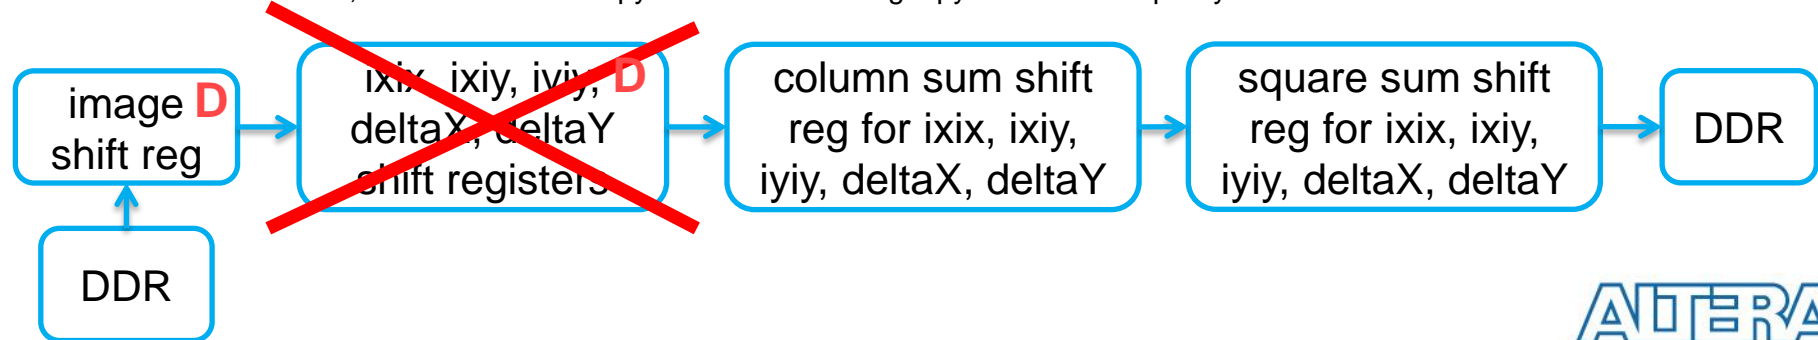 image D
shift reg
ixix, ixiy, iyiy, D
deltaX, deltaY
shift registers
column sum shift
reg for ixix, ixiy,
iyiy, deltaX, deltaY
square sum shift
reg for ixix, ixiy,
iyiy, deltaX, deltaY
DDR
DDR
ALTERA